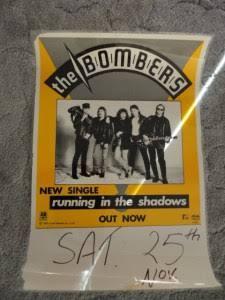 the BOMBERS
NEW SINGLE
running in the shadows
OUT NOW
SAT. 25th
NOV